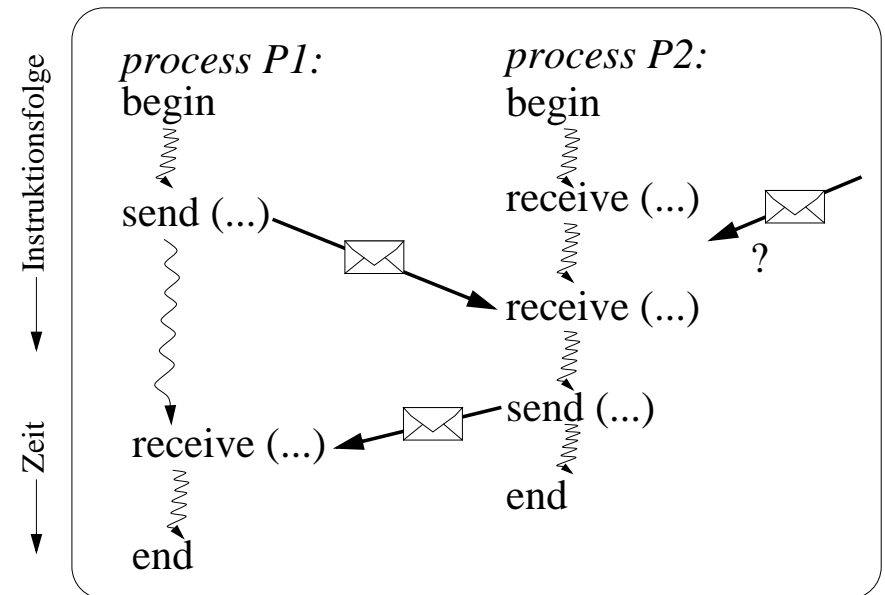 Instruktionsfolge
Zeit
process P1:
begin
send (...)
receive (...)
end
process P2:
begin
receive (...)
?
receive (...)
send (...)
end